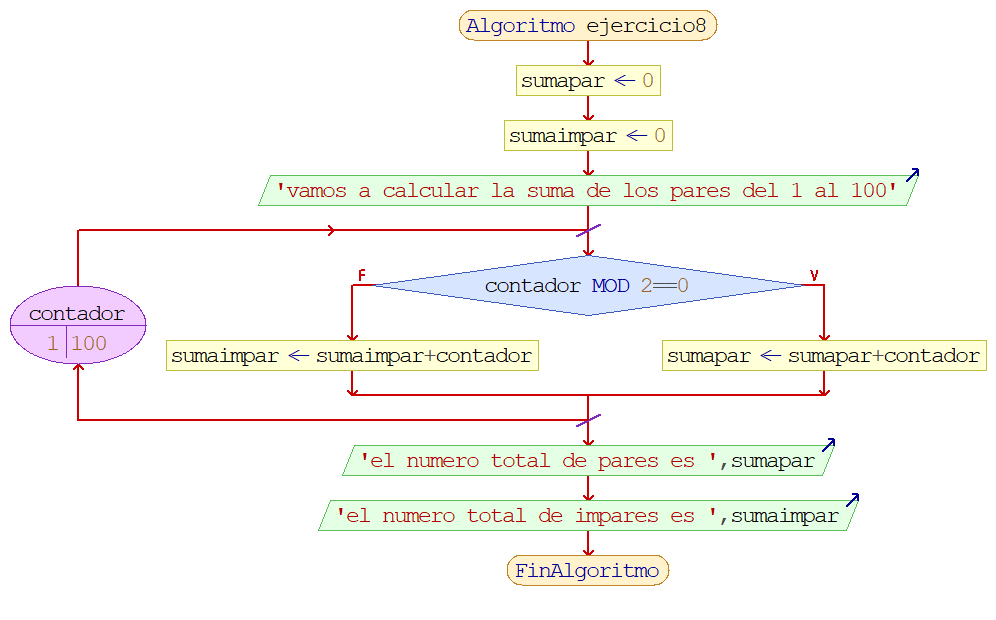 Algoritmo ejercicio8
sumapar ← 0
sumaimpar ← 0
'vamos a calcular la suma de los pares del 1 al 100'
F
V
contador MOD 2==0
contador
1 100
sumaimpar ← sumaimpar+contador
sumapar ← sumapar+contador
'el numero total de pares es ',sumapar
'el numero total de impares es ',sumaimpar
FinAlgoritmo